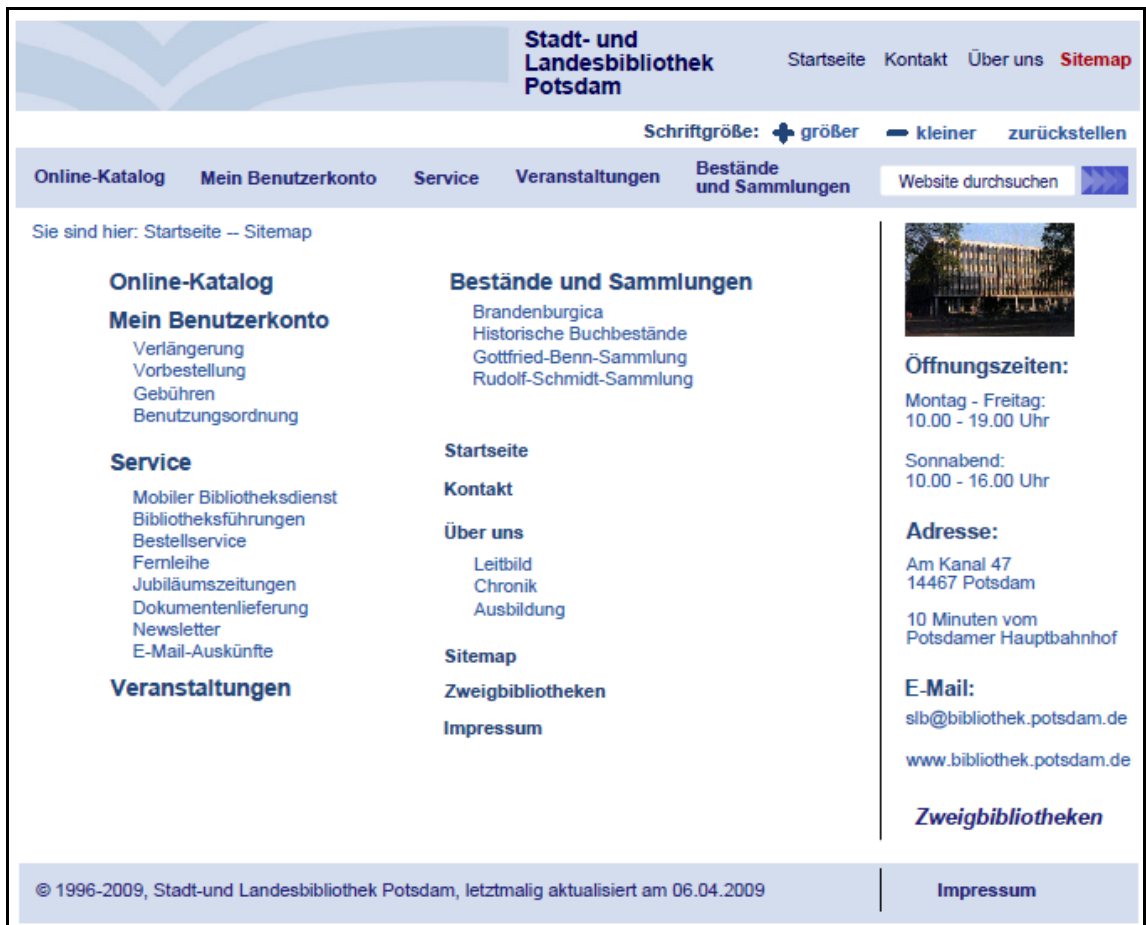 Stadt- und
Landesbibliothek
Potsdam
Startseite Kontakt Über uns Sitemap
Schriftgröße: größer kleiner zurückstellen
Online-Katalog Mein Benutzerkonto Service Veranstaltungen Bestände
und Sammlungen
Website durchsuchen
Sie sind hier: Startseite -- Sitemap
Online-Katalog
Mein Benutzerkonto
Verlängerung
Vorbestellung
Gebühren
Benutzungsordnung
Service
Mobiler Bibliotheksdienst
Bibliotheksführungen
Bestellservice
Fernleihe
Jubiläumszeitungen
Dokumentenlieferung
Newsletter
E-Mail-Auskünfte
Veranstaltungen
Bestände und Sammlungen
Brandenburgica
Historische Buchbestände
Gottfried-Benn-Sammlung
Rudolf-Schmidt-Sammlung
Startseite
Kontakt
Über uns
Leitbild
Chronik
Ausbildung
Sitemap
Zweigbibliotheken
Impressum
Öffnungszeiten:
Montag - Freitag:
10.00 - 19.00 Uhr
Sonnabend:
10.00 - 16.00 Uhr
Adresse:
Am Kanal 47
14467 Potsdam
10 Minuten vom
Potsdamer Hauptbahnhof
E-Mail:
slb@bibliothek.potsdam.de
www.bibliothek.potsdam.de
Zweigbibliotheken
© 1996-2009, Stadt-und Landesbibliothek Potsdam, letztmalig aktualisiert am 06.04.2009
Impressum